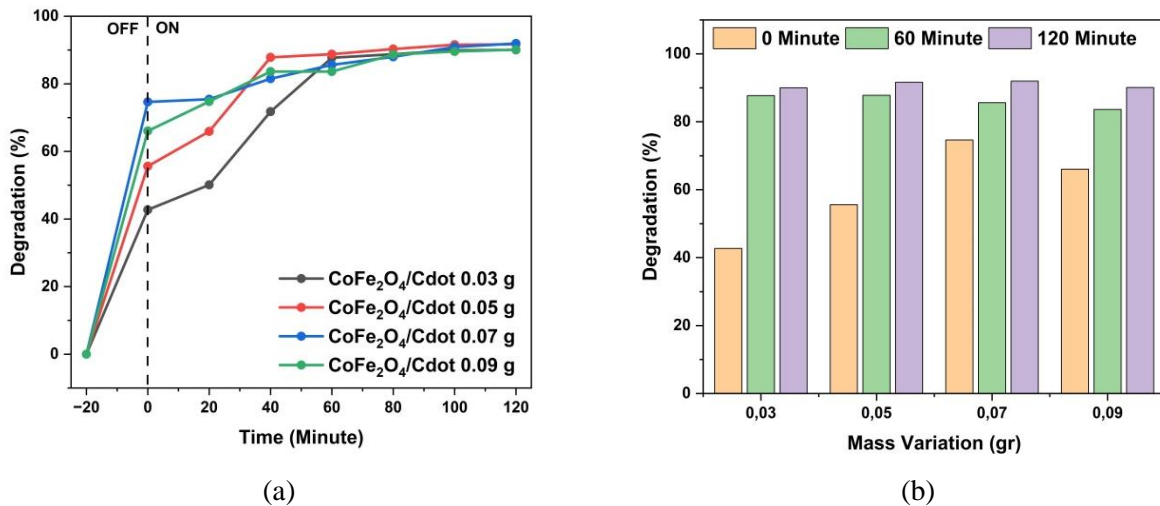 OFF ON
100
80
60
40
20
0
Degradation (%)
CoFe₂O₄/Cdot 0.03 g
CoFe₂O₄/Cdot 0.05 g
CoFe₂O₄/Cdot 0.07 g
CoFe₂O₄/Cdot 0.09 g
−20 0 20 40 60 80 100 120
Time (Minute)
(a)
0 Minute 60 Minute 120 Minute
100
80
60
40
20
0
Degradation (%)
0,03 0,05 0,07 0,09
Mass Variation (gr)
(b)